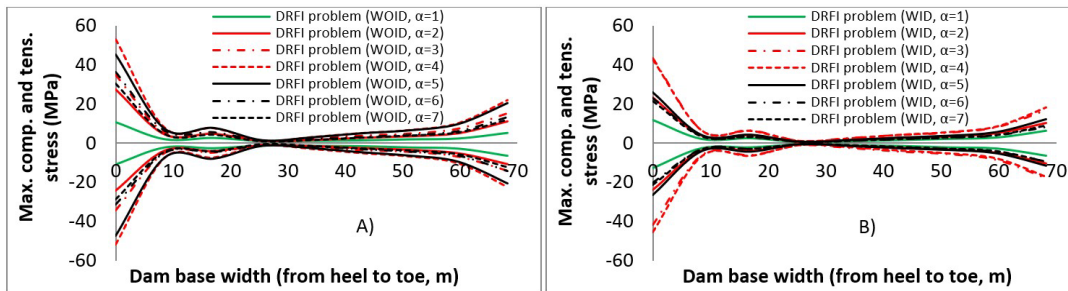 Max. comp. and tens.
stress (MPa)
60
40
20
0
-20
-40
-60
0
10
20
30
40
50
60
70
DRFI problem (WOID, α=1)
DRFI problem (WOID, α=2)
DRFI problem (WOID, α=3)
DRFI problem (WOID, α=4)
DRFI problem (WOID, α=5)
DRFI problem (WOID, α=6)
DRFI problem (WOID, α=7)
A)
Dam base width (from heel to toe, m)
Max. comp. and tens.
stress (MPa)
60
40
20
0
-20
-40
-60
0
10
20
30
40
50
60
70
DRFI problem (WID, α=1)
DRFI problem (WID, α=2)
DRFI problem (WID, α=3)
DRFI problem (WID, α=4)
DRFI problem (WID, α=5)
DRFI problem (WID, α=6)
DRFI problem (WID, α=7)
B)
Dam base width (from heel to toe, m)